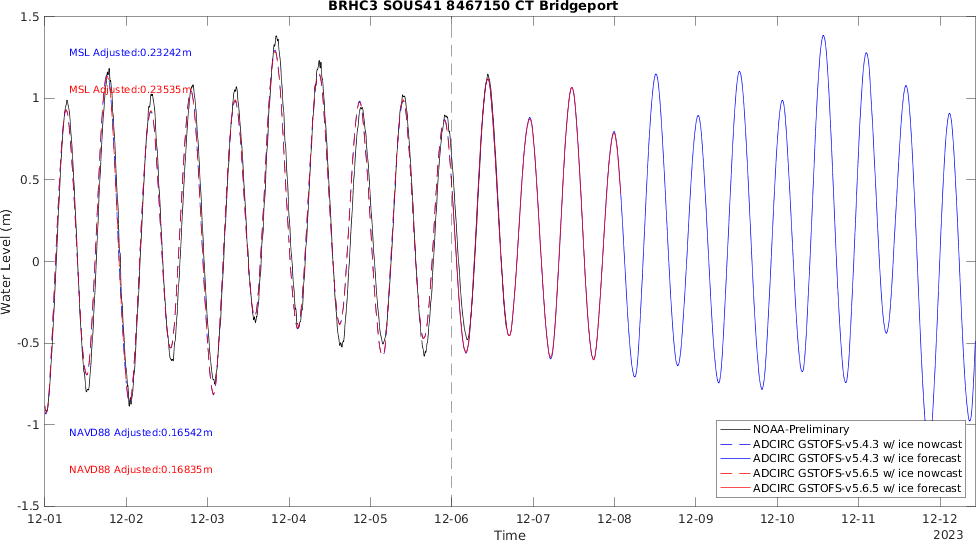 BRHC3 SOUS41 8467150 CT Bridgeport
1.5
1
0.5
0
-0.5
-1
-1.5
Water Level (m)
MSL Adjusted:0.23242m
MSL Adjusted:0.23535m
NAVD88 Adjusted:0.16542m
NAVD88 Adjusted:0.16835m
NOAA-Preliminary
ADCIRC GSTOFS-v5.4.3 w/ ice nowcast
ADCIRC GSTOFS-v5.4.3 w/ ice forecast
ADCIRC GSTOFS-v5.6.5 w/ ice nowcast
ADCIRC GSTOFS-v5.6.5 w/ ice forecast
12-01 12-02 12-03 12-04 12-05 12-06 12-07 12-08 12-09 12-10 12-11 12-12
Time
2023